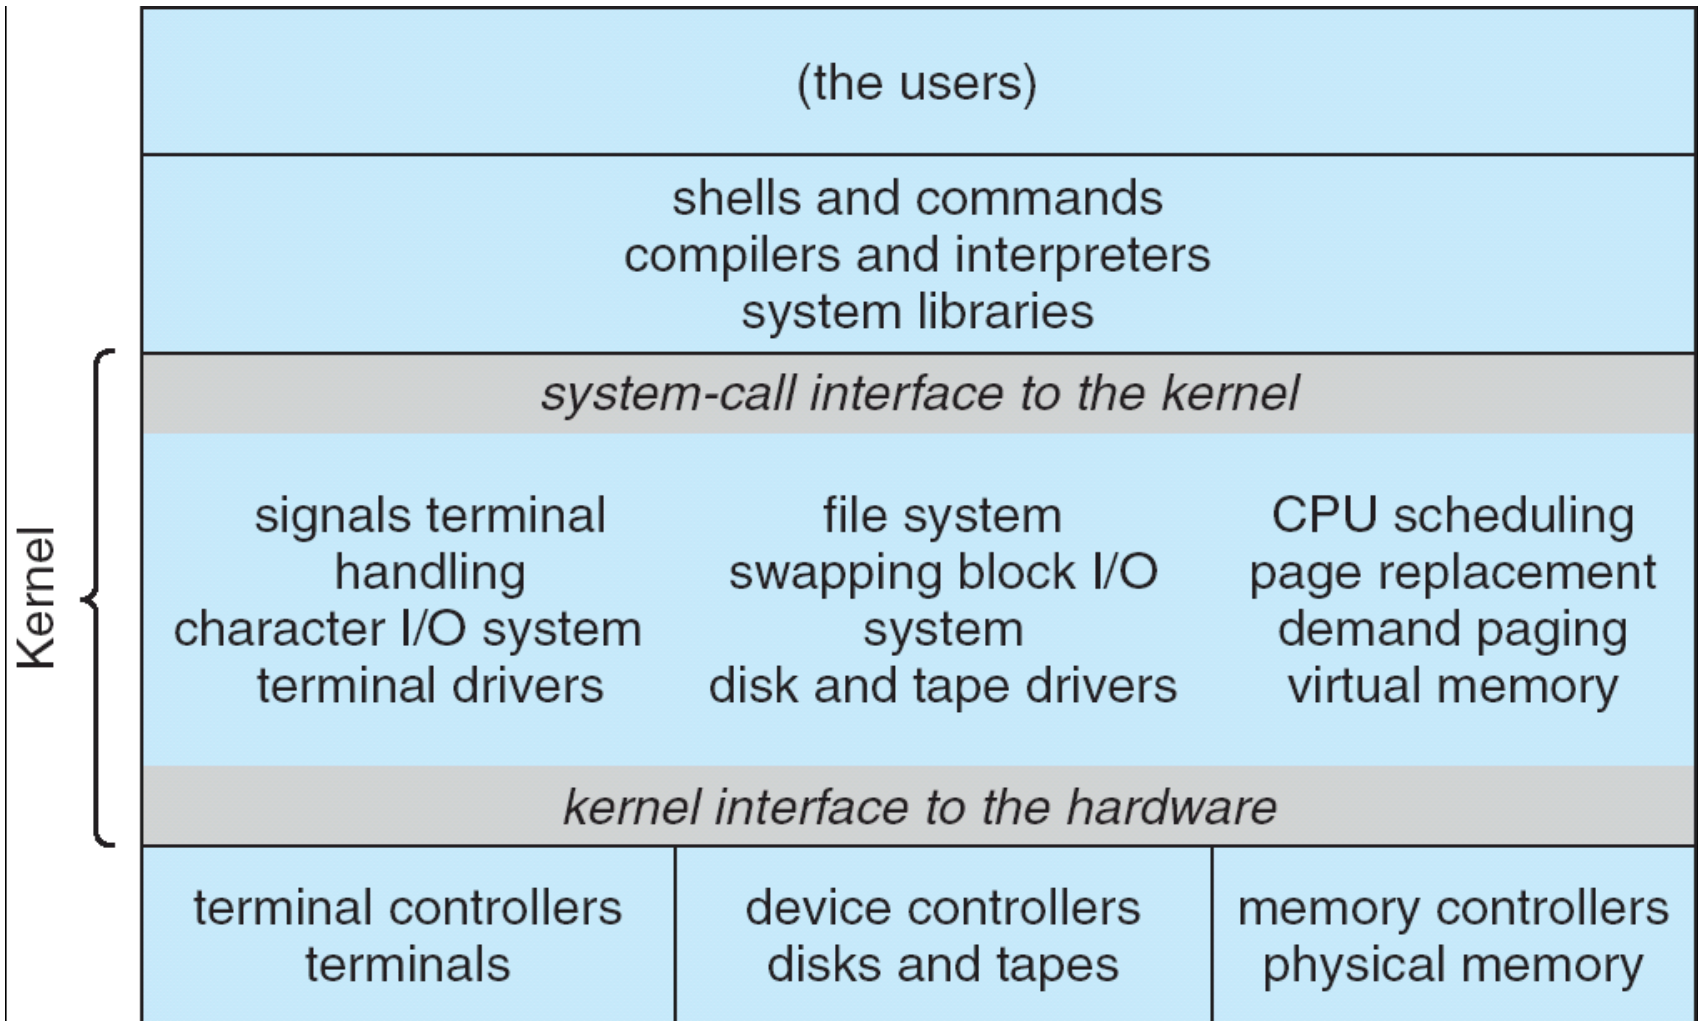 (the users)
shells and commands
compilers and interpreters
system libraries
Kernel
system-call interface to the kernel
signals terminal
handling
character I/O system
terminal drivers
file system
swapping block I/O
system
disk and tape drivers
CPU scheduling
page replacement
demand paging
virtual memory
kernel interface to the hardware
terminal controllers
terminals
device controllers
disks and tapes
memory controllers
physical memory